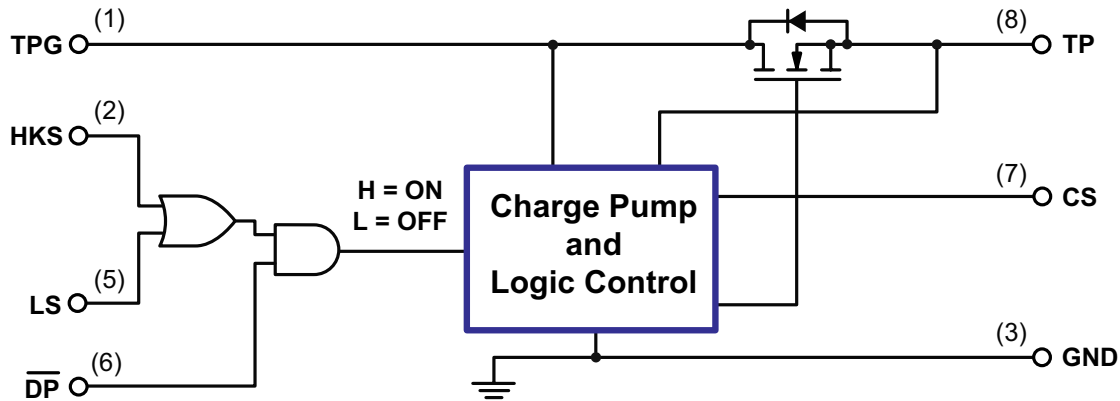 (1)
TPG
(8)
TP
(2)
HKS
H = ON
L = OFF
Charge Pump
and
Logic Control
(7)
CS
(5)
LS
(3)
GND
(6)
D̅P̅